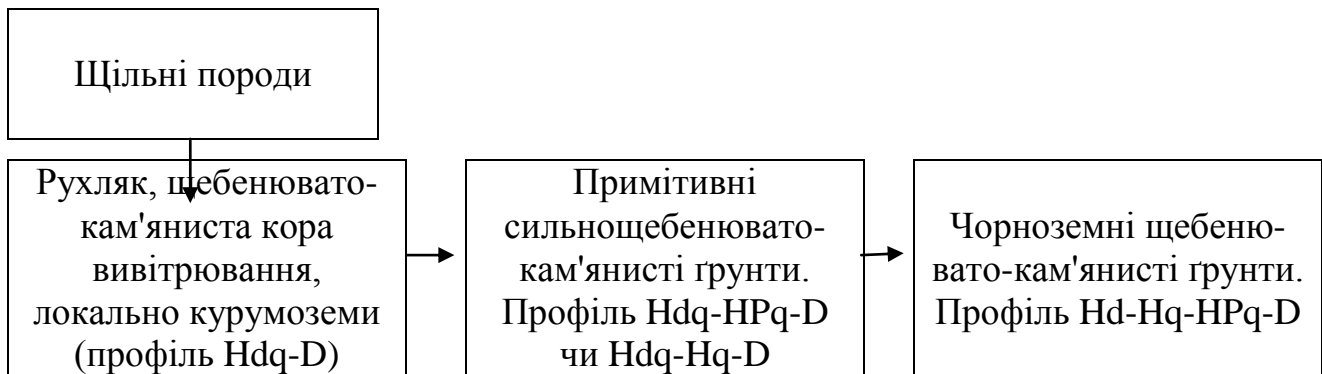 Щільні породи
Рухляк, щебенювато-
кам'яниста кора
вивітрювання,
локально курумоземи
(профіль Hdq-D)
Примітивні
сильнощебенювато-
кам'янисті ґрунти.
Профіль Hdq-HPq-D
чи Hdq-Hq-D
Чорноземні щебеню-
вато-кам'янисті ґрунти.
Профіль Hd-Hq-HPq-D